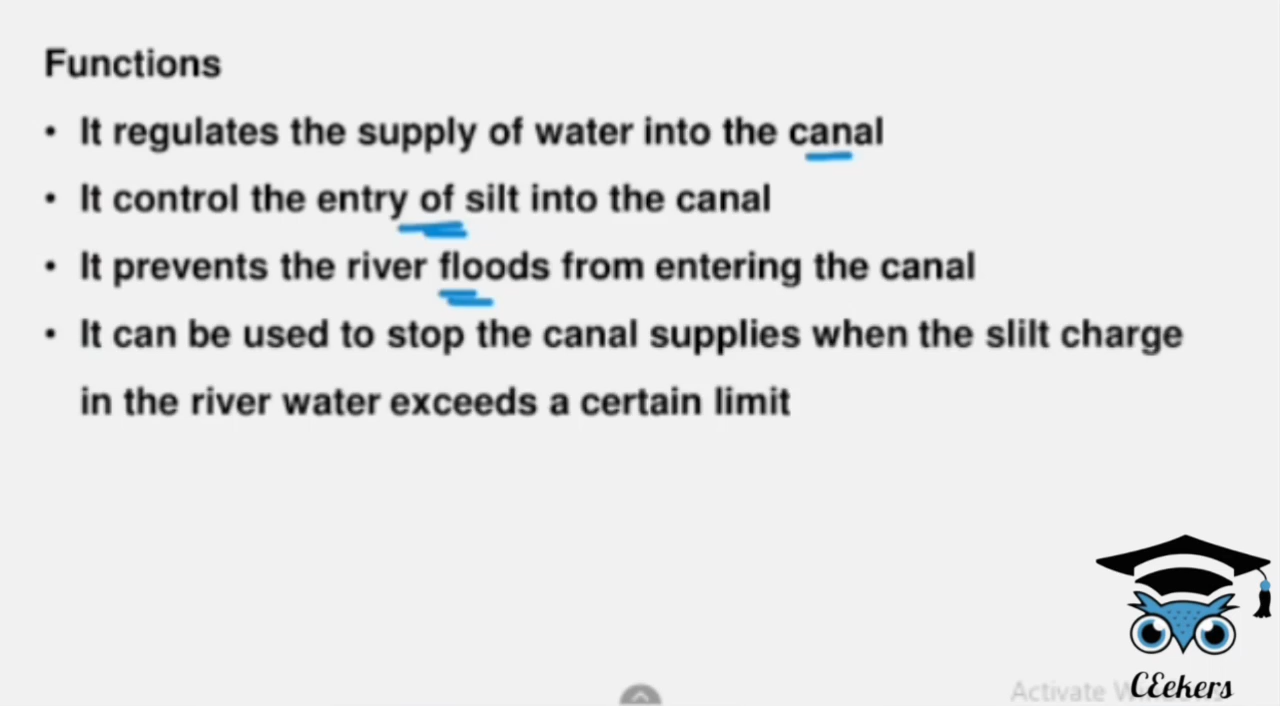 Functions
• It regulates the supply of water into the canal
• It control the entry of silt into the canal
• It prevents the river floods from entering the canal
• It can be used to stop the canal supplies when the slilt charge
in the river water exceeds a certain limit
Activate
CEekers